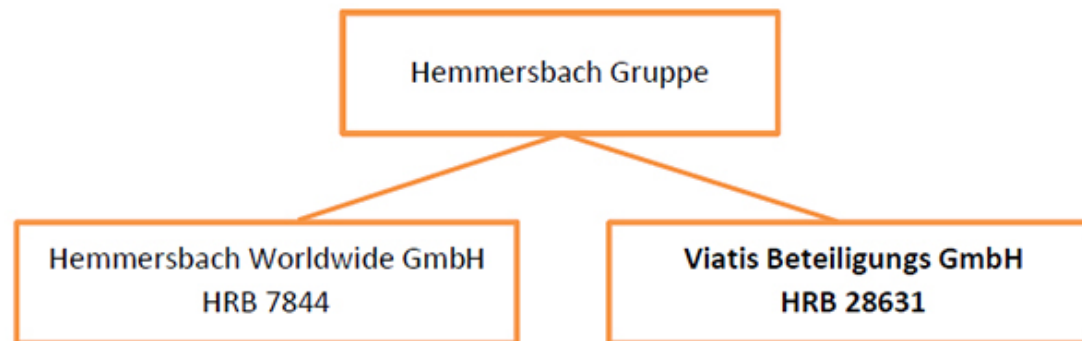 Hemmersbach Gruppe
Hemmersbach Worldwide GmbH
HRB 7844
Viatis Beteiligungs GmbH
HRB 28631